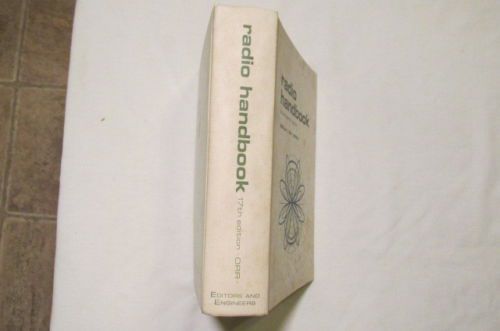 radio handbook 17th edition · ORR
EDITORS AND
ENGINEERS
radio
handbook